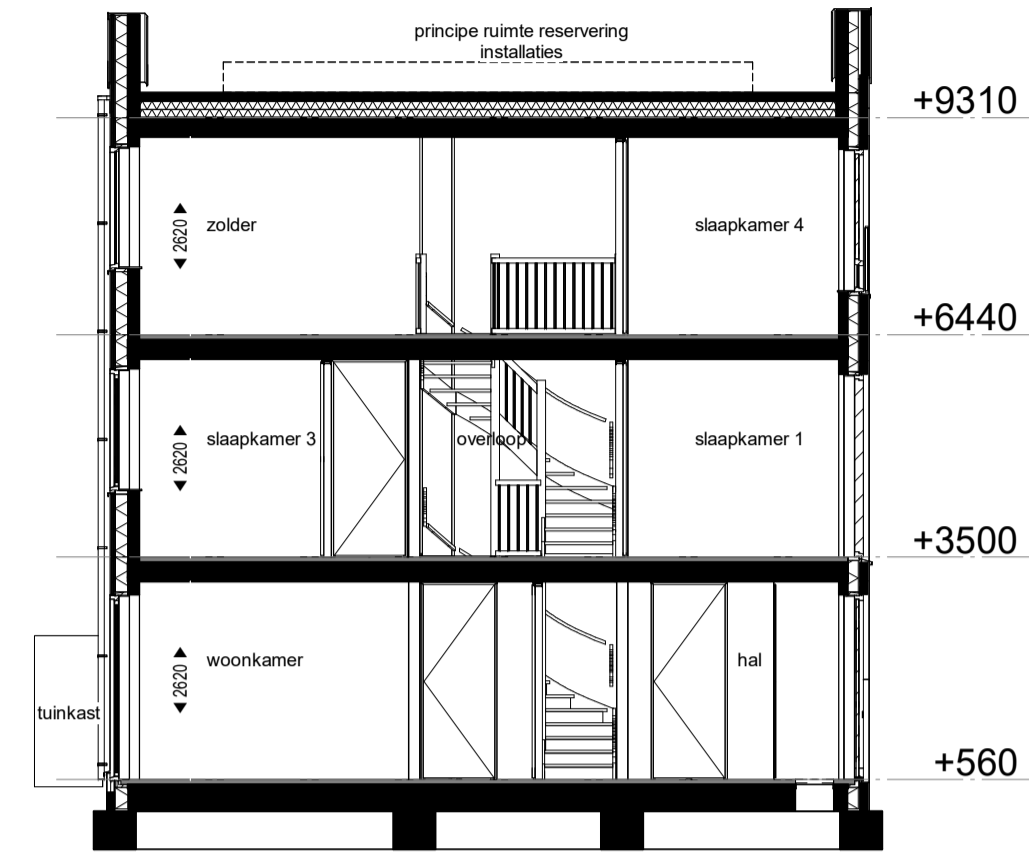 principe ruimte reservering
installaties
+9310
2620
zolder
slaapkamer 4
+6440
2620
slaapkamer 3
overloop
slaapkamer 1
+3500
2620
woonkamer
hal
tuinkast
+560